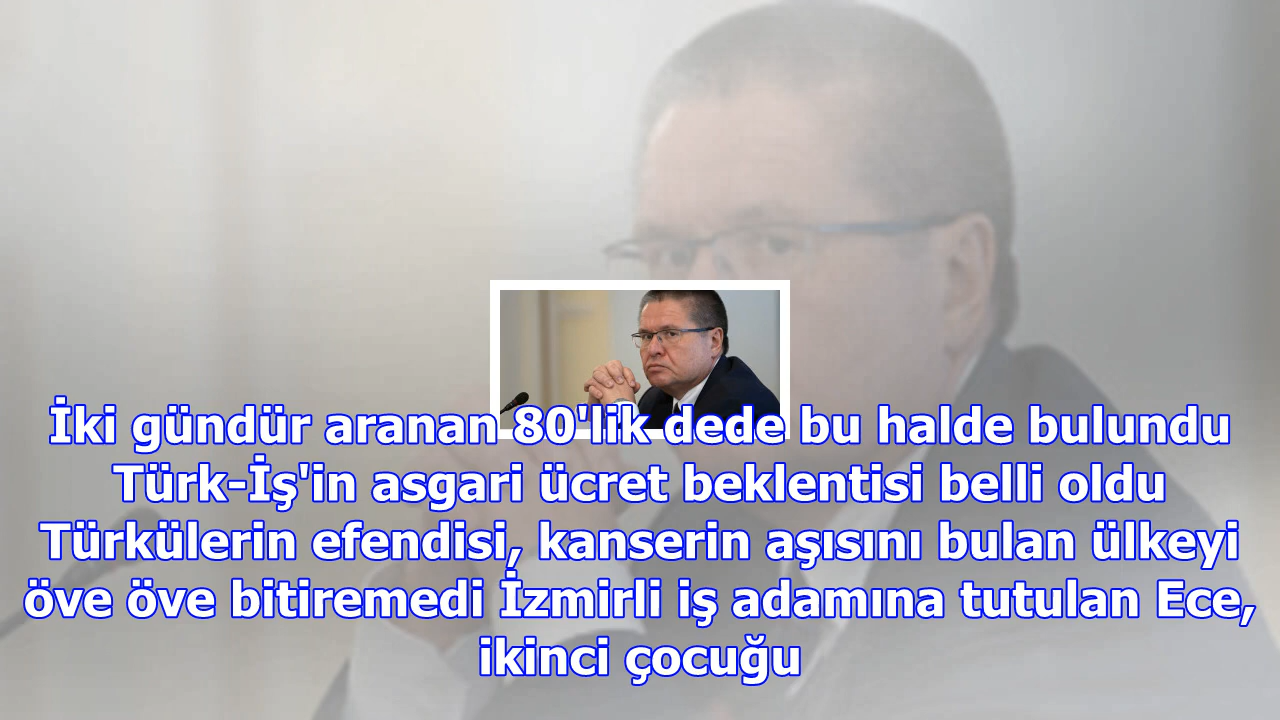 İki gündür aranan 80'lik dede bu halde bulundu
Türk-İş'in asgari ücret beklentisi belli oldu
Türkülerin efendisi, kanserin aşısını bulan ülkeyi
öve öve bitiremedi İzmirli iş adamına tutulan Ece,
ikinci çocuğu